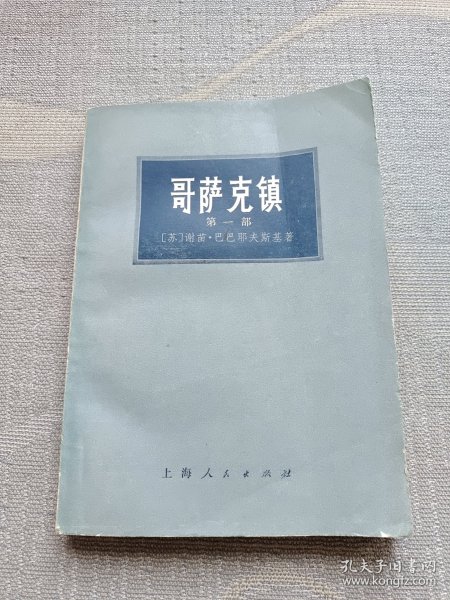 哥萨克镇
第一部
[苏]谢苗·巴巴耶夫斯基著
上海人民出版社
孔夫子旧书网
www.kongfz.com